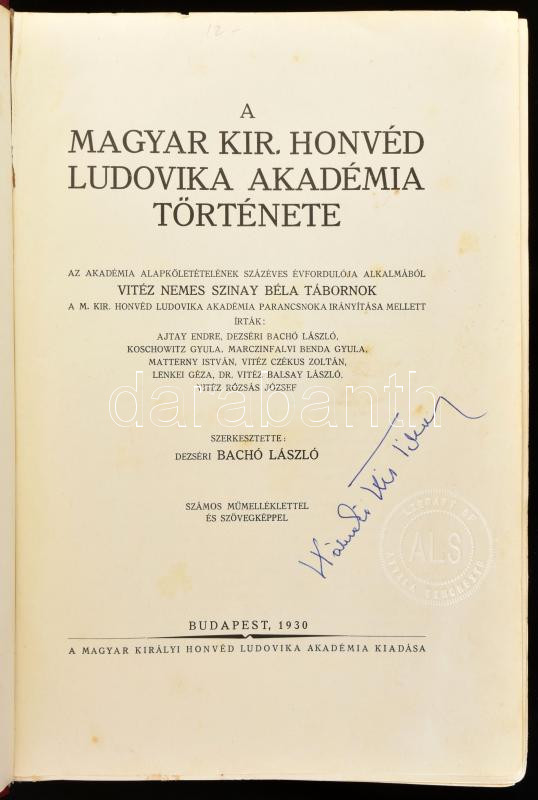 12-
A
MAGYAR KIR. HONVÉD
LUDOVIKA AKADÉMIA
TÖRTÉNETE
AZ AKADÉMIA ALAPKŐLETÉTELÉNEK SZÁZÉVES ÉVFORDULÓJA ALKALMÁBÓL
VITÉZ NEMES SZINAY BÉLA TÁBORNOK
A M. KIR. HONVÉD LUDOVIKA AKADÉMIA PARANCSNOKA IRÁNYÍTÁSA MELLETT
ÍRTÁK:
AJTAY ENDRE, DEZSÉRI BACHÓ LÁSZLÓ,
KOSCHOWITZ GYULA, MARCZINFALVI BENDA GYULA,
MATTERNY ISTVÁN, VITÉZ CZÉKUS ZOLTÁN,
LENKEI GÉZA, DR. VITÉZ BALSAY LÁSZLÓ.
VITÉZ RÓZSÁS JÓZSEF
darabanth
SZERKESZTETTE:
DEZSÉRI BACHÓ LÁSZLÓ
SZÁMOS MŰMELLÉKLETTEL
ÉS SZÖVEGKÉPPEL
LIBRARY OF
ALS
BUDAPEST, 1930
A MAGYAR KIRÁLYI HONVÉD LUDOVIKA AKADÉMIA KIADÁSA